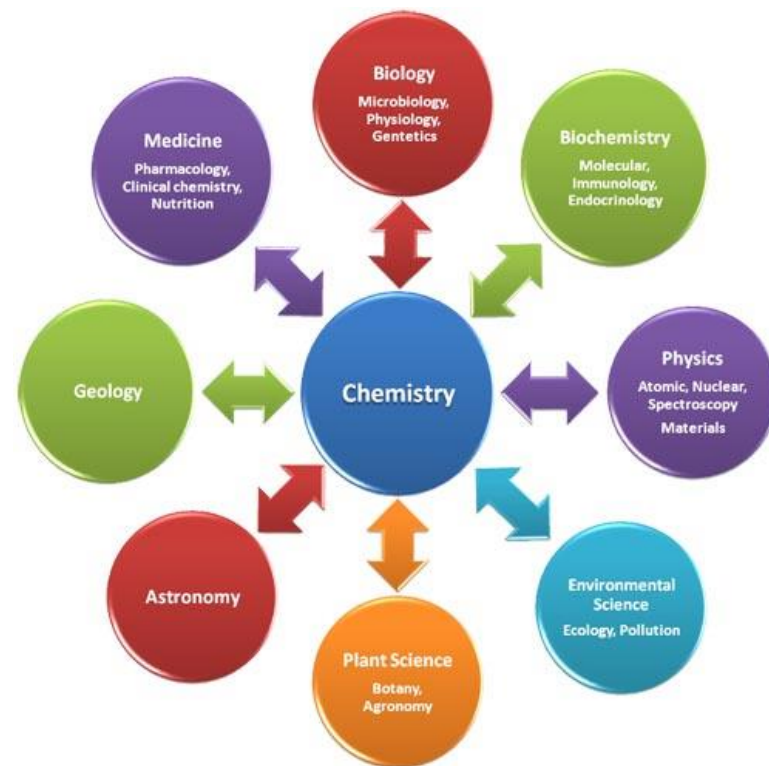 Biology
Microbiology,
Physiology,
Gentetics
Medicine
Pharmacology,
Clinical chemistry,
Nutrition
Biochemistry
Molecular,
Immunology,
Endocrinology
Geology
Chemistry
Physics
Atomic, Nuclear,
Spectroscopy
Materials
Astronomy
Environmental
Science
Ecology, Pollution
Plant Science
Botany,
Agronomy